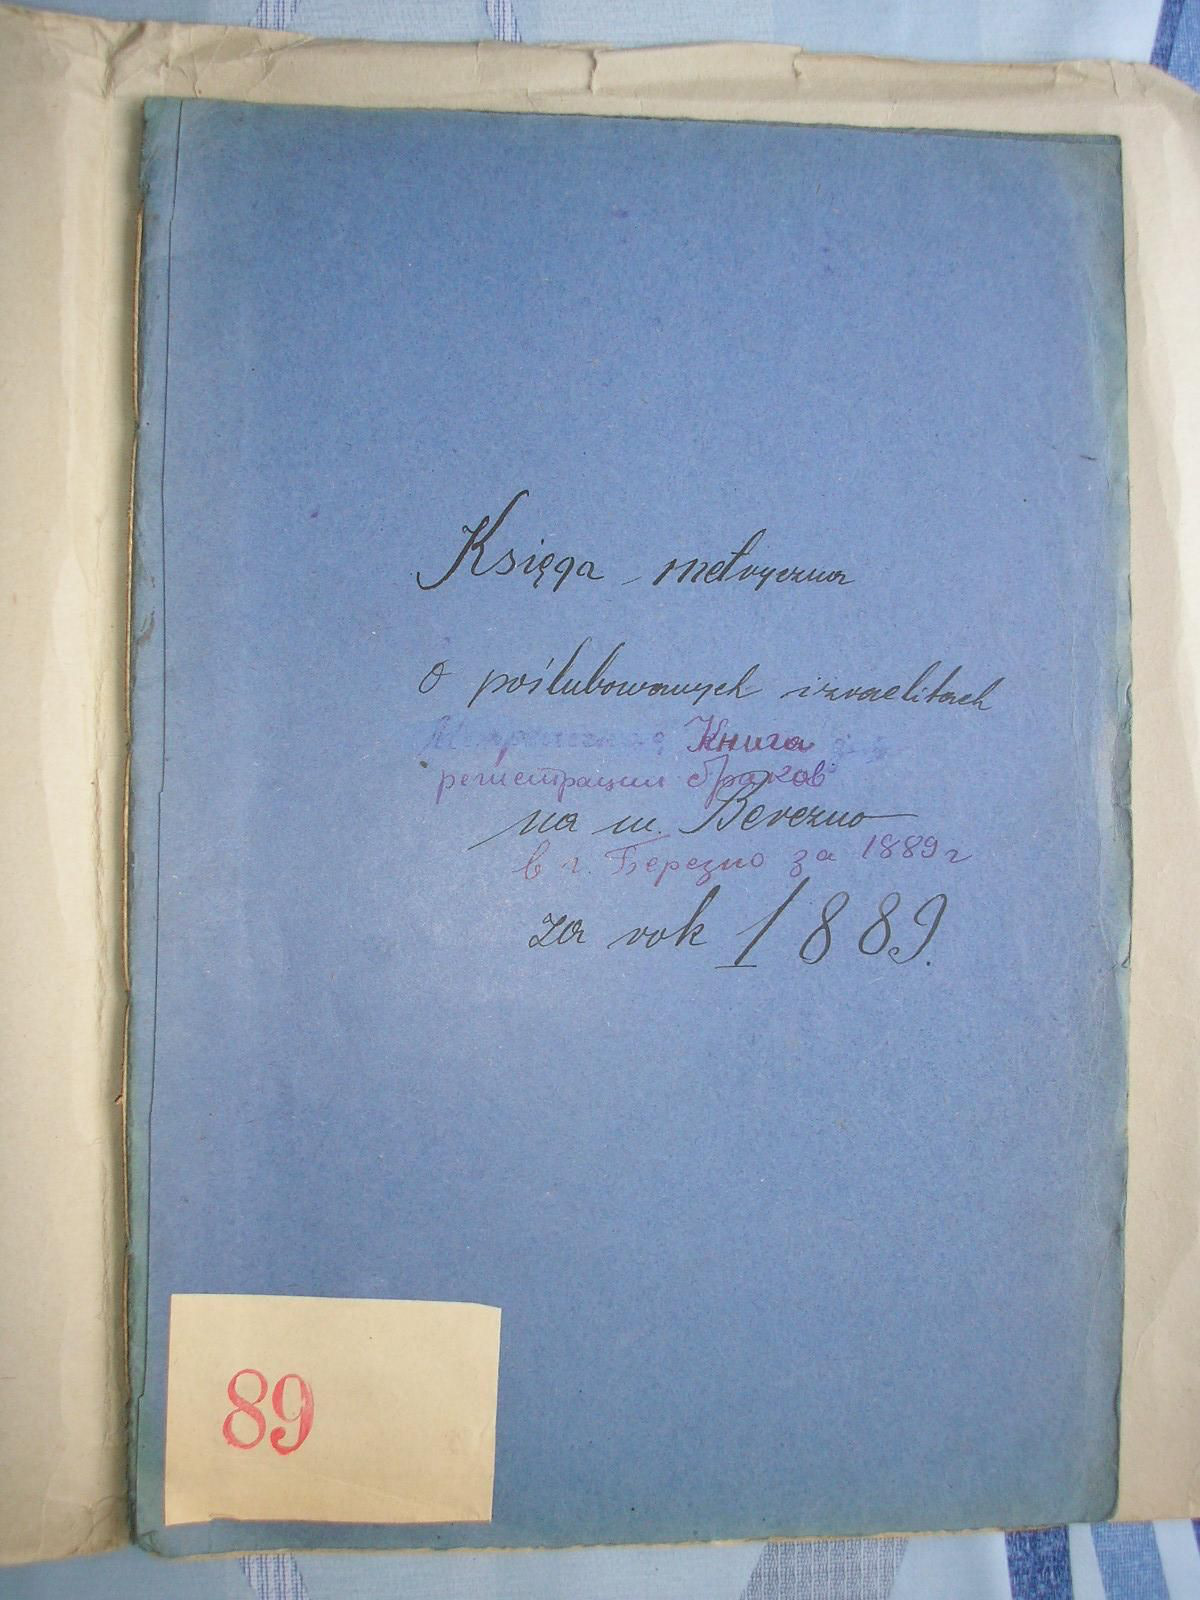 Księga metryczna
o poślubowanych izraelitach
Метрическая Книга
регистрации браков
na m. Berezno
в г. Березно за 1889 г
za rok 1889.
89